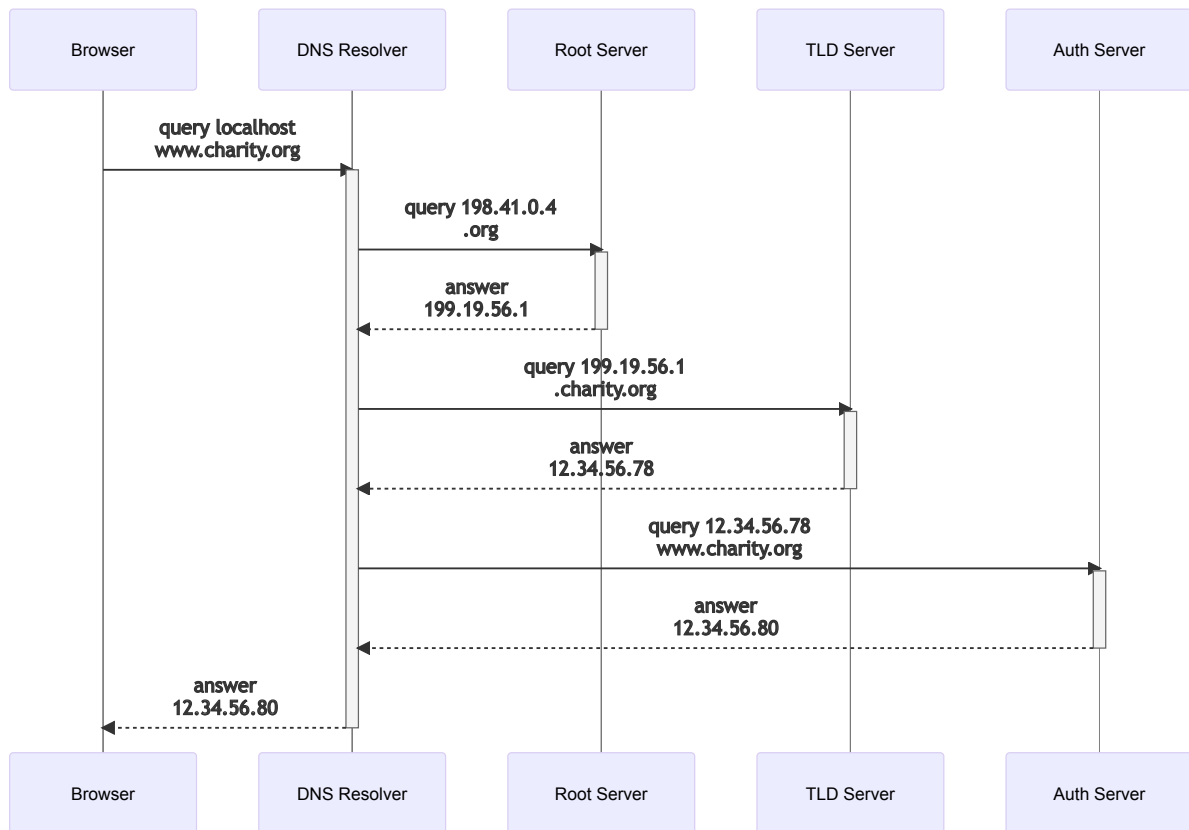 Browser
DNS Resolver
Root Server
TLD Server
Auth Server
query localhost
www.charity.org
query 198.41.0.4
.org
answer
199.19.56.1
query 199.19.56.1
.charity.org
answer
12.34.56.78
query 12.34.56.78
www.charity.org
answer
12.34.56.80
answer
12.34.56.80
Browser
DNS Resolver
Root Server
TLD Server
Auth Server